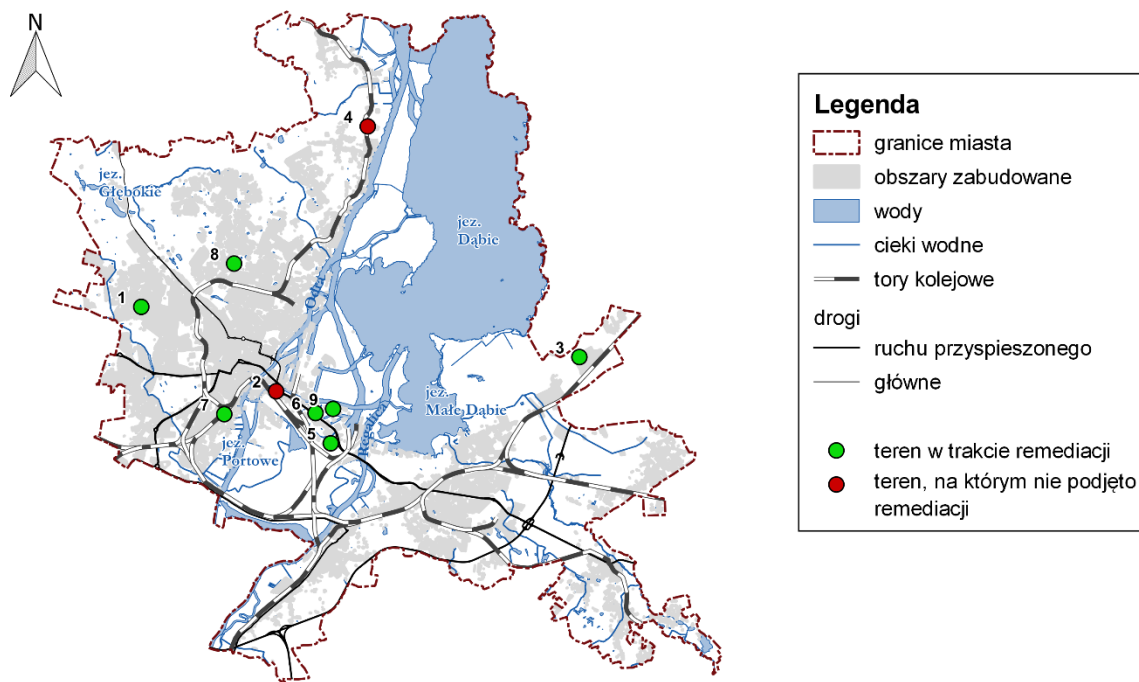 N
4
jez.
Głębokie
jez.
Dąbie
8
1
Odra
3
2
9
6
jez.
Małe Dąbie
7
5
Regalica
jez.
Portowe
Legenda
granice miasta
obszary zabudowane
wody
cieki wodne
tory kolejowe
drogi
ruchu przyspieszonego
główne
teren w trakcie remediacji
teren, na którym nie podjęto
remediacji